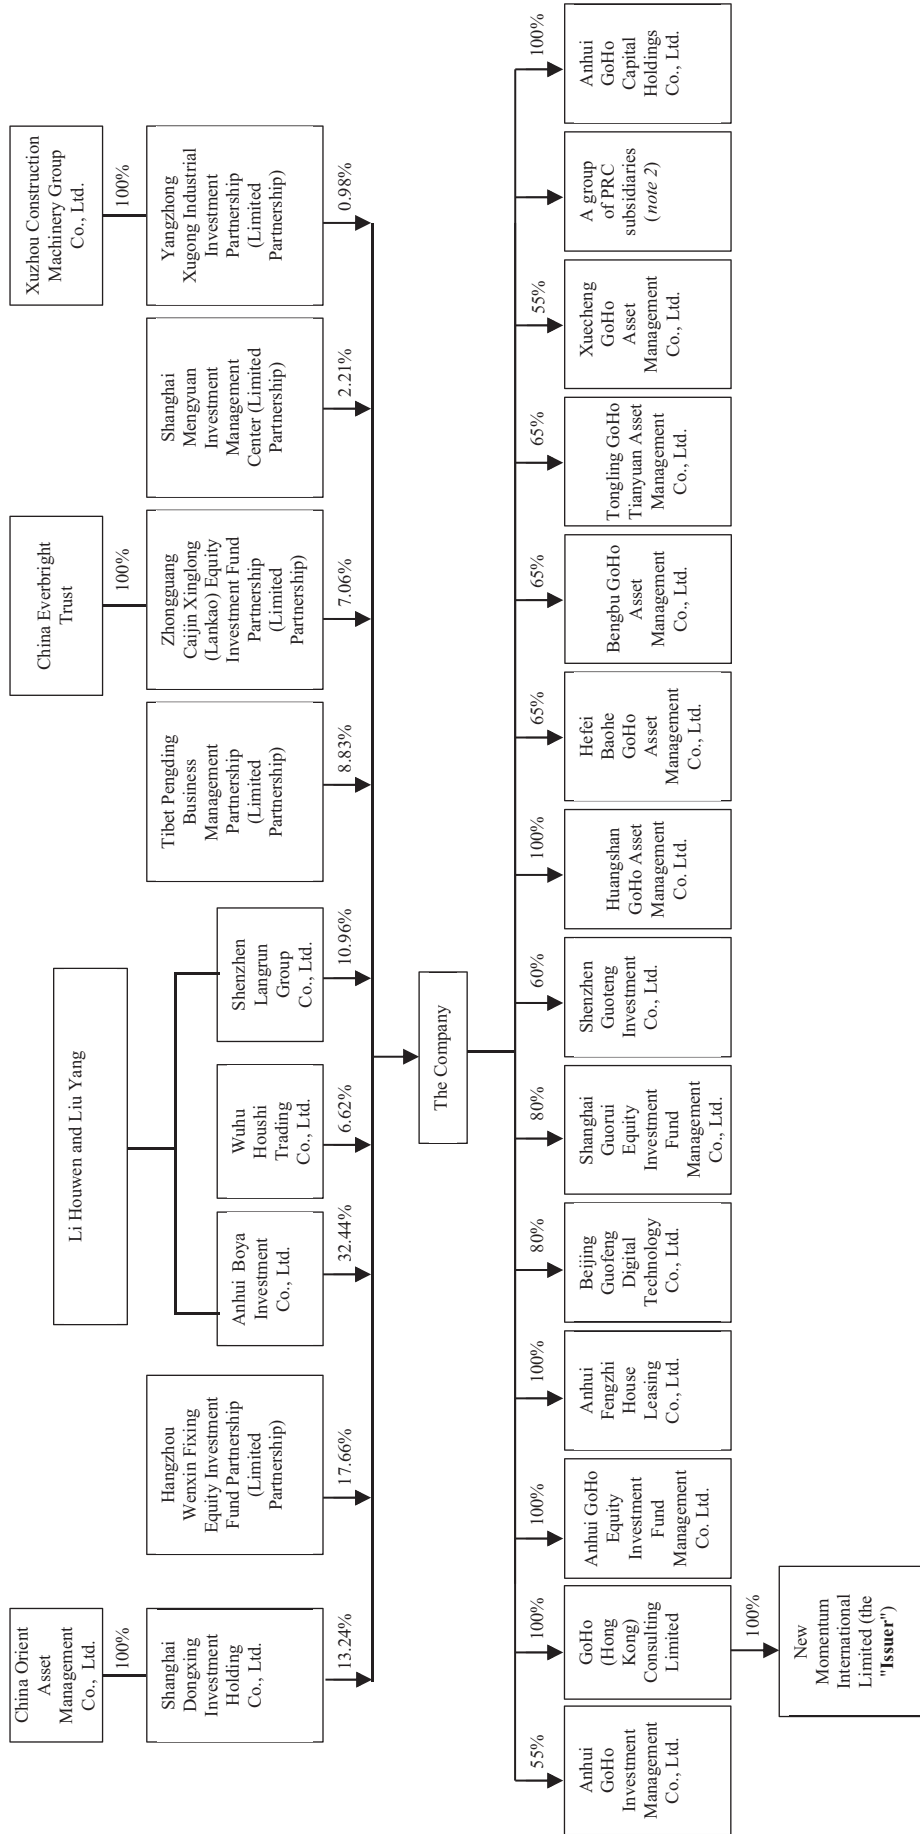 China Orient
Asset
Management
Co., Ltd.
100%
Shanghai
Dongxing
Investment
Holding
Co., Ltd.
13.24%
Hangzhou
Wenxin Fixing
Equity Investment
Fund Partnership
(Limited
Partnership)
17.66%
Li Houwen and Liu Yang
Anhui Boya
Investment
Co., Ltd.
32.44%
Wuhu
Houshi
Trading
Co., Ltd.
6.62%
Shenzhen
Langrun
Group
Co., Ltd.
10.96%
Tibet Pengding
Business
Management
Partnership
(Limited
Partnership)
8.83%
China Everbright
Trust
100%
Zhongguang
Caijin Xinglong
(Lankao) Equity
Investment Fund
Partnership
(Limited
Partnership)
7.06%
Shanghai
Mengyuan
Investment
Management
Center (Limited
Partnership)
2.21%
Xuzhou Construction
Machinery Group
Co., Ltd.
100%
Yangzhong
Xugong Industrial
Investment
Partnership
(Limited
Partnership)
0.98%
The Company
55%
Anhui
GoHo
Investment
Management
Co., Ltd.
100%
GoHo
(Hong
Kong)
Consulting
Limited
100%
New
Momentum
International
Limited (the
"Issuer")
100%
Anhui GoHo
Equity
Investment
Fund
Management
Co. Ltd.
100%
Anhui
Fengzhi
House
Leasing
Co., Ltd.
80%
Beijing
Guofeng
Digital
Technology
Co., Ltd.
80%
Shanghai
Guorui
Equity
Investment
Fund
Management
Co., Ltd.
60%
Shenzhen
Guoteng
Investment
Co., Ltd.
100%
Huangshan
GoHo Asset
Management
Co. Ltd.
65%
Hefei
Baohe
GoHo
Asset
Management
Co., Ltd.
65%
Bengbu GoHo
Asset
Management
Co., Ltd.
65%
Tongling GoHo
Tianyuan Asset
Management
Co., Ltd.
55%
Xuecheng
GoHo
Asset
Management
Co., Ltd.
A group
of PRC
subsidiaries
(note 2)
100%
Anhui
GoHo
Capital
Holdings
Co., Ltd.